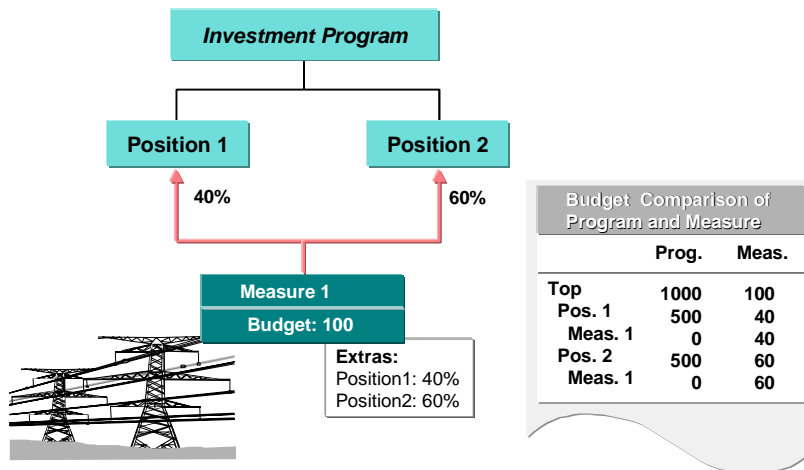 Investment Program
Position 1
Position 2
40%
60%
Measure 1
Budget: 100
Extras:
Position1: 40%
Position2: 60%
Budget Comparison of
Program and Measure
Prog. Meas.
Top 1000 100
Pos. 1 500 40
Meas. 1 0 40
Pos. 2 500 60
Meas. 1 0 60